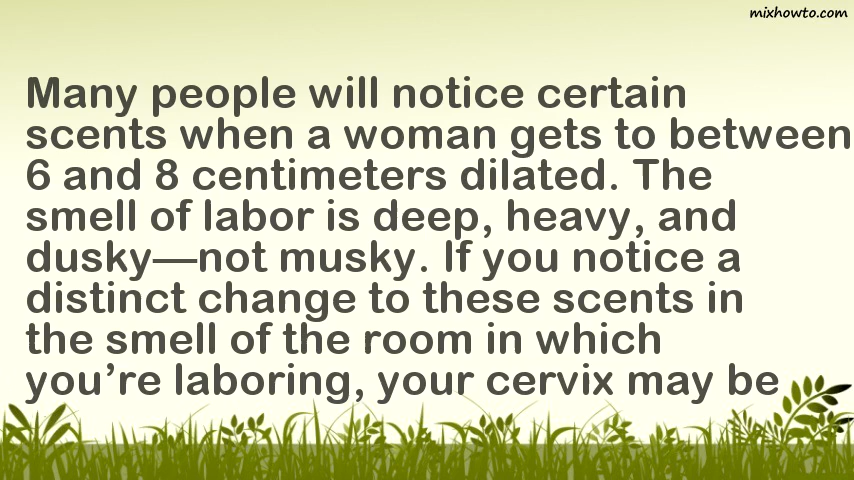 mixhowto.com
Many people will notice certain
scents when a woman gets to between
6 and 8 centimeters dilated. The
smell of labor is deep, heavy, and
dusky—not musky. If you notice a
distinct change to these scents in
the smell of the room in which
you’re laboring, your cervix may be